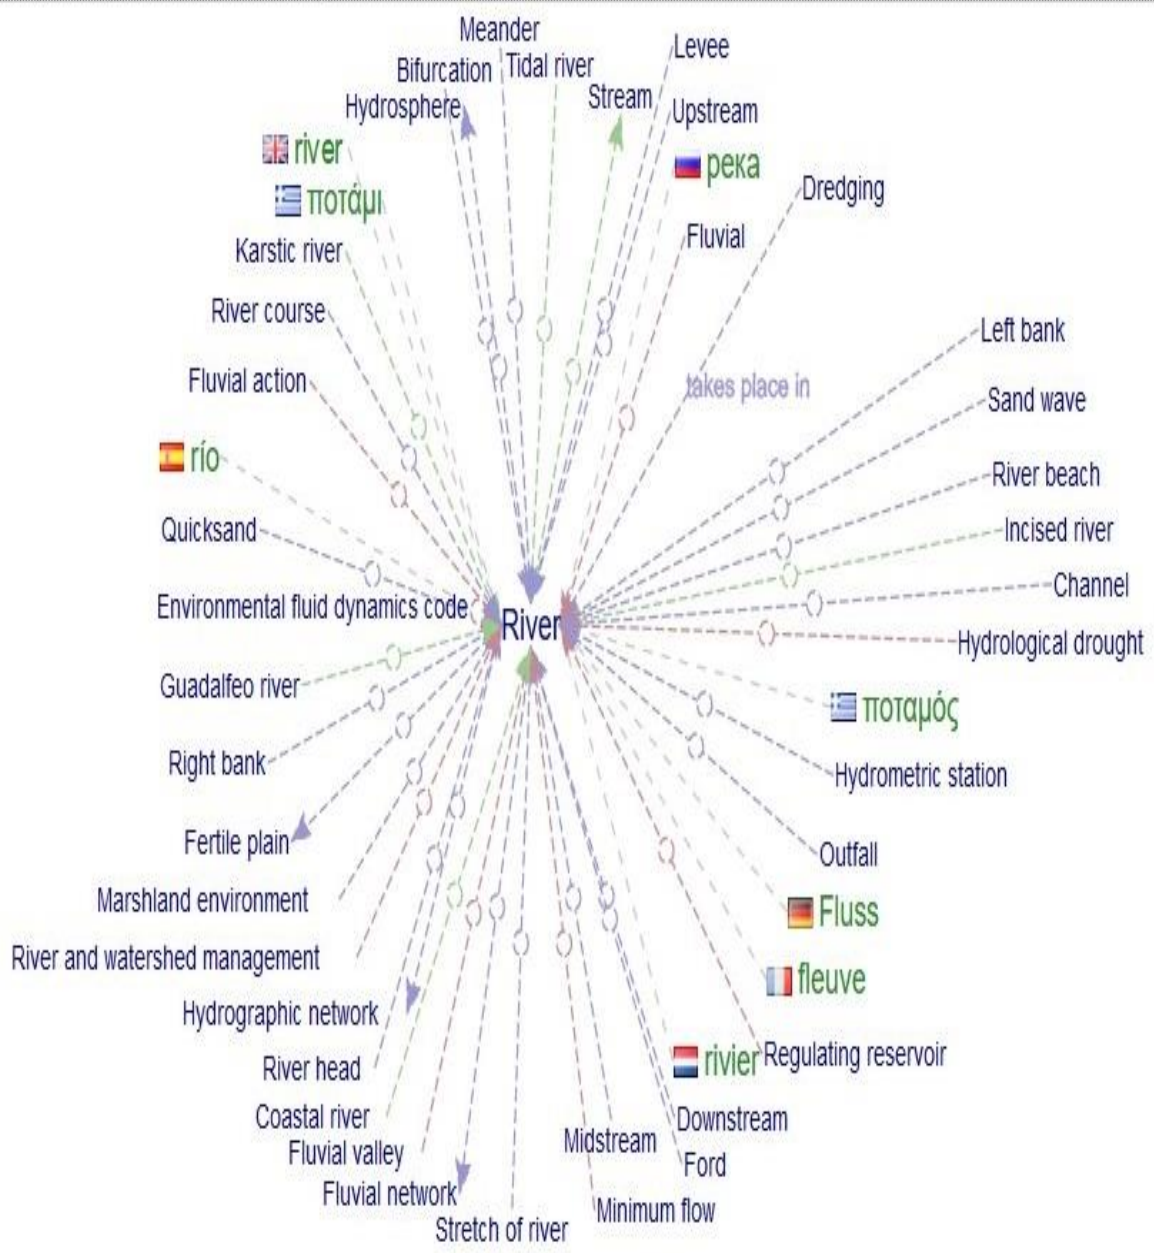 Meander
Levee
Bifurcation
Tidal river
Stream
Hydrosphere
Upstream
river
река
ποτάμι
Dredging
Karstic river
Fluvial
River course
Left bank
Fluvial action
takes place in
Sand wave
río
River beach
Quicksand
Incised river
Environmental fluid dynamics code
Channel
River
Hydrological drought
Guadalfeo river
ποταμός
Right bank
Hydrometric station
Fertile plain
Outfall
Marshland environment
Fluss
River and watershed management
fleuve
Hydrographic network
River head
rivier
Regulating reservoir
Coastal river
Downstream
Fluvial valley
Midstream
Ford
Fluvial network
Minimum flow
Stretch of river